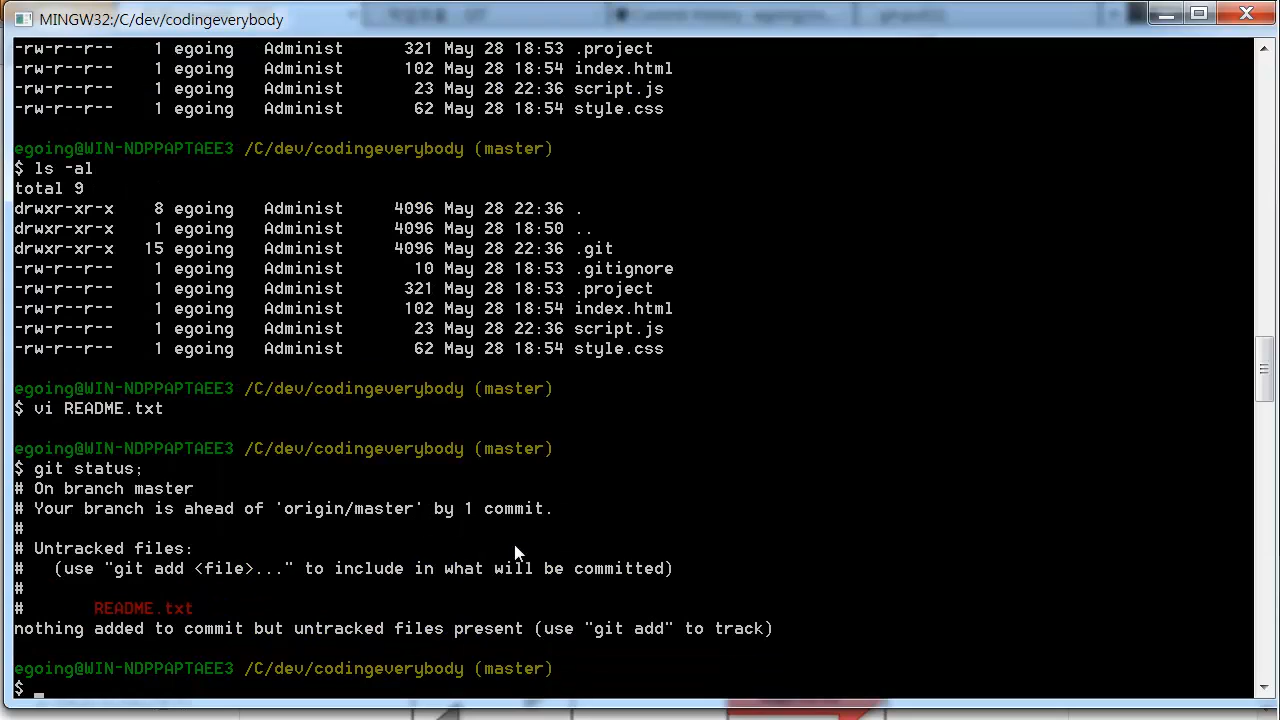 MINGW32:/C/dev/codingeverybody
-rw-r--r-- 1 egoing Administ 321 May 28 18:53 .project
-rw-r--r-- 1 egoing Administ 102 May 28 18:54 index.html
-rw-r--r-- 1 egoing Administ 23 May 28 22:36 script.js
-rw-r--r-- 1 egoing Administ 62 May 28 18:54 style.css
egoing@WIN-NDPPAPTAEE3 /C/dev/codingeverybody (master)
$ ls -al
total 9
drwxr-xr-x 8 egoing Administ 4096 May 28 22:36 .
drwxr-xr-x 1 egoing Administ 4096 May 28 18:50 ..
drwxr-xr-x 15 egoing Administ 4096 May 28 22:36 .git
-rw-r--r-- 1 egoing Administ 10 May 28 18:53 .gitignore
-rw-r--r-- 1 egoing Administ 321 May 28 18:53 .project
-rw-r--r-- 1 egoing Administ 102 May 28 18:54 index.html
-rw-r--r-- 1 egoing Administ 23 May 28 22:36 script.js
-rw-r--r-- 1 egoing Administ 62 May 28 18:54 style.css
egoing@WIN-NDPPAPTAEE3 /C/dev/codingeverybody (master)
$ vi README.txt
egoing@WIN-NDPPAPTAEE3 /C/dev/codingeverybody (master)
$ git status;
# On branch master
# Your branch is ahead of 'origin/master' by 1 commit.
#
# Untracked files:
#   (use "git add <file>..." to include in what will be committed)
#
#       README.txt
nothing added to commit but untracked files present (use "git add" to track)
egoing@WIN-NDPPAPTAEE3 /C/dev/codingeverybody (master)
$